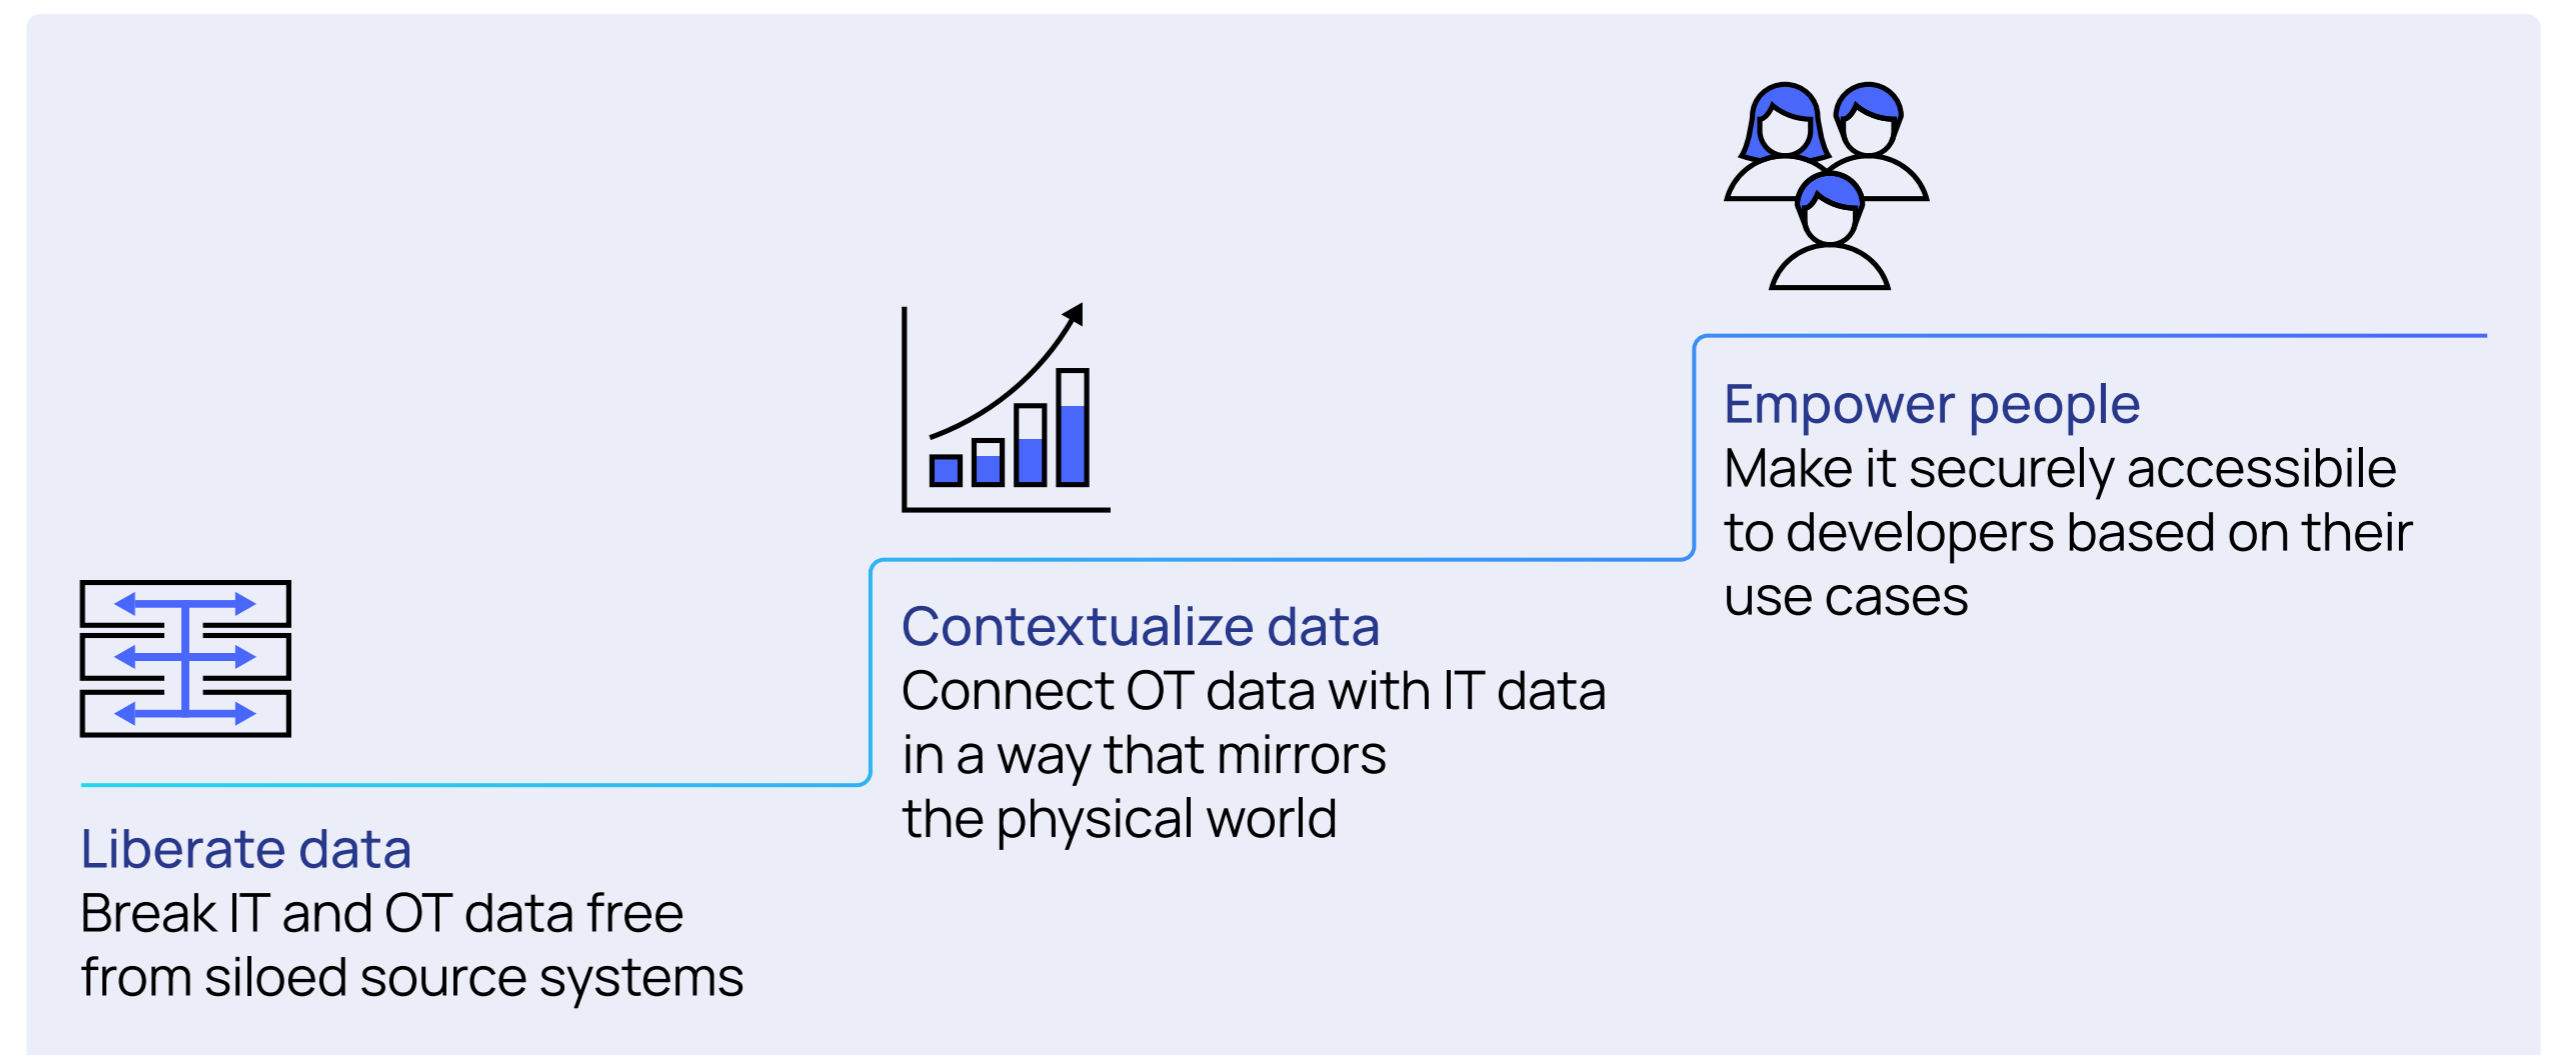 Liberate data
Break IT and OT data free
from siloed source systems
Contextualize data
Connect OT data with IT data
in a way that mirrors
the physical world
Empower people
Make it securely accessibile
to developers based on their
use cases